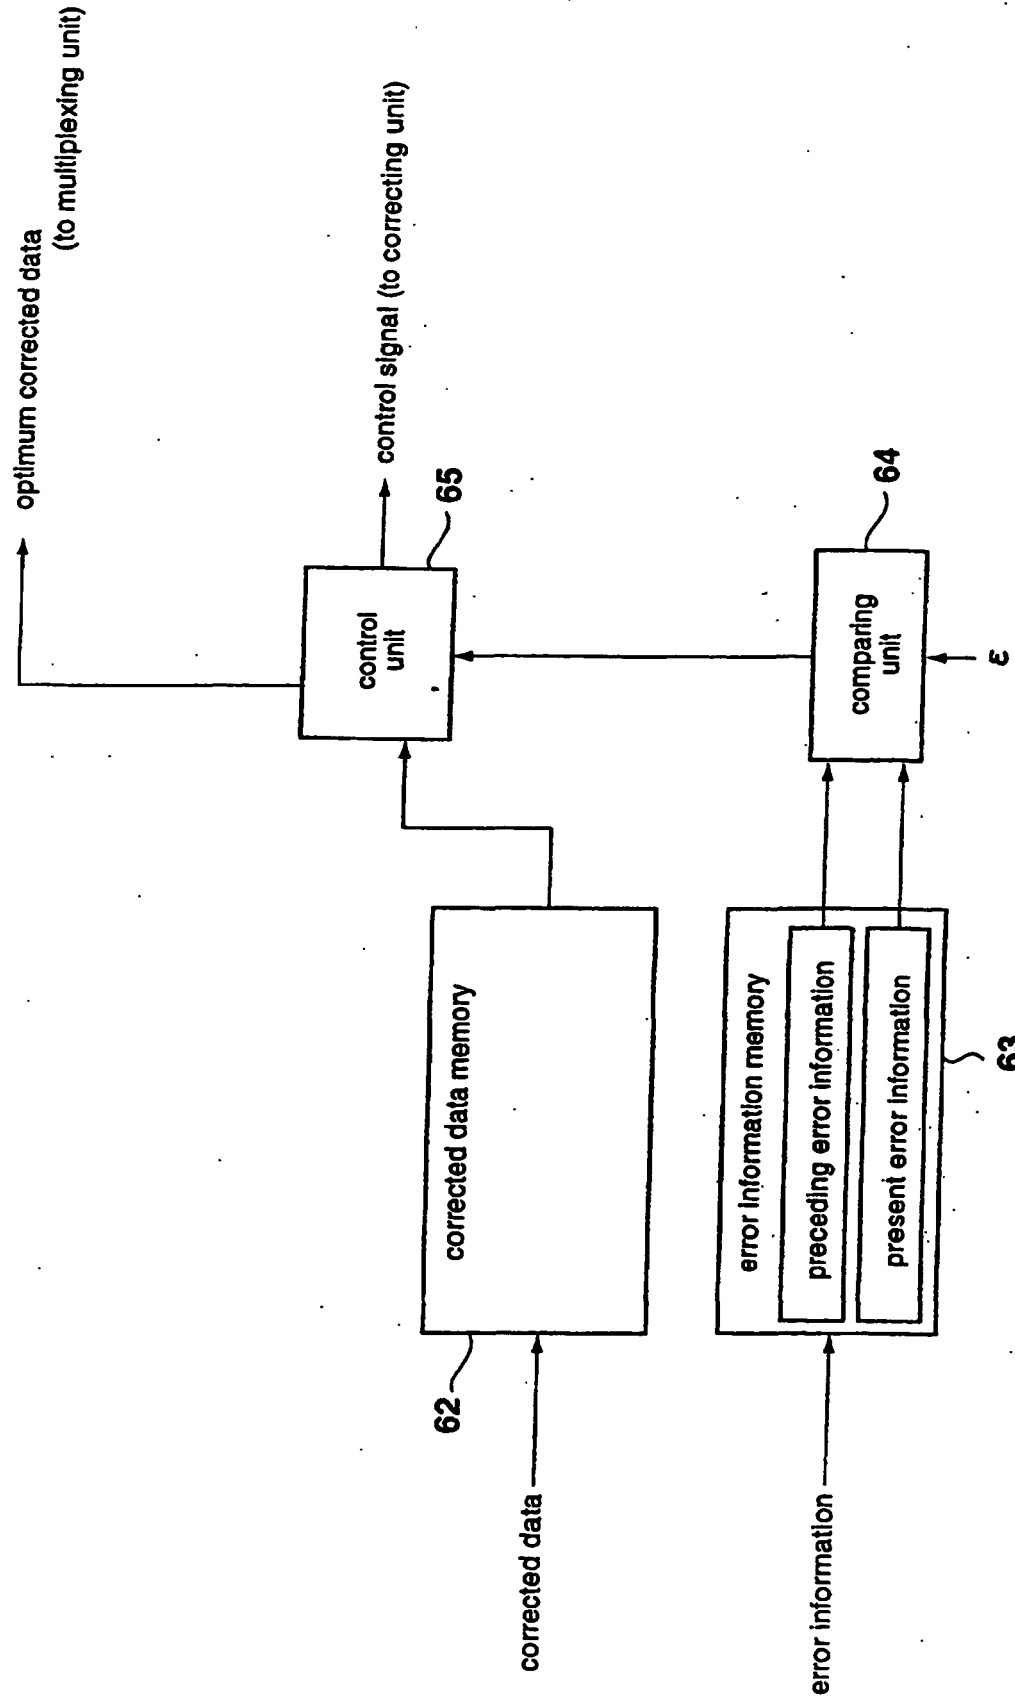 optimum corrected data
(to multiplexing unit)
control signal (to correcting unit)
65
control
unit
64
comparing
unit
ε
62
corrected data memory
corrected data
error information memory
preceding error information
present error information
63
error information